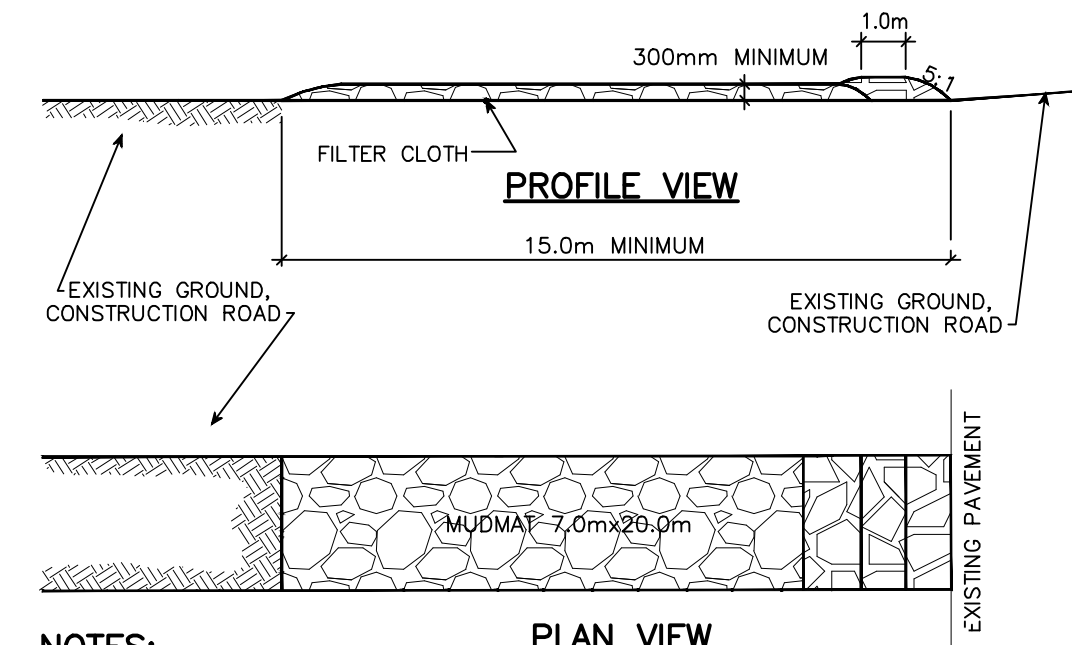 1.0m
300mm MINIMUM
5:1
FILTER CLOTH
PROFILE VIEW
15.0m MINIMUM
EXISTING GROUND,
CONSTRUCTION ROAD
EXISTING GROUND,
CONSTRUCTION ROAD
EXISTING PAVEMENT
MUDMAT 7.0mx20.0m
NOTES:
PLAN VIEW